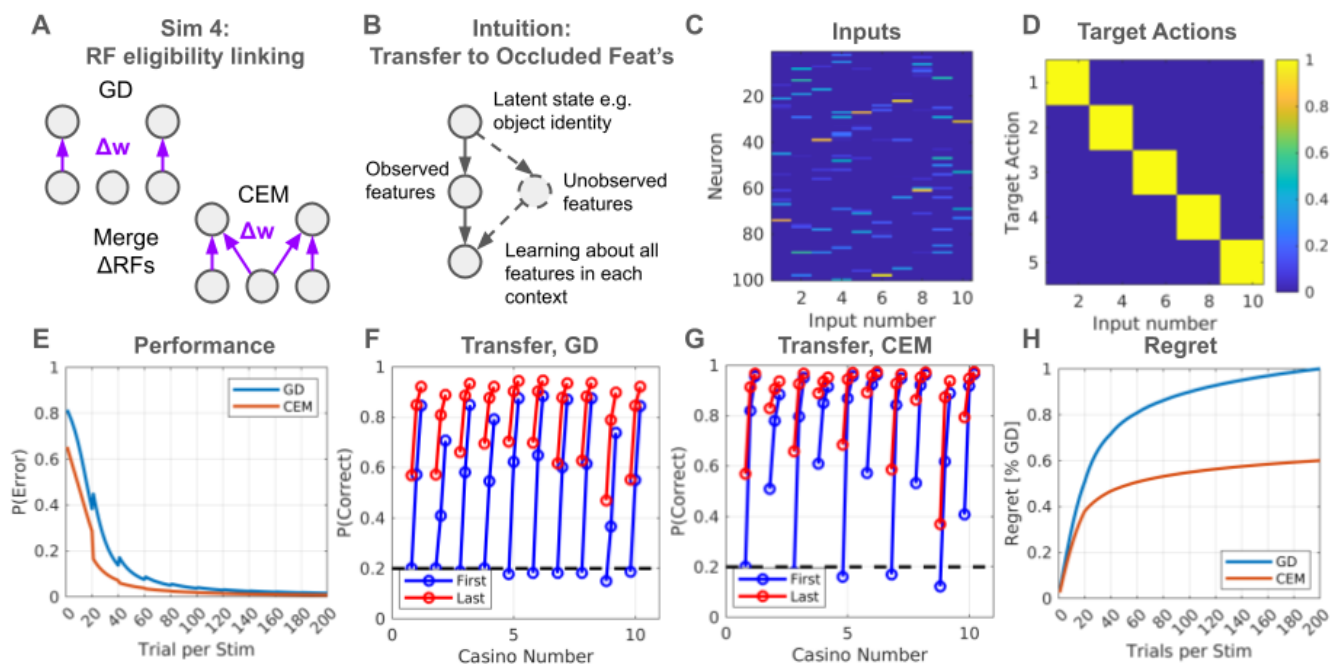 A
Sim 4:
RF eligibility linking
GD
Δw
CEM
Δw
Merge
ΔRFs
B
Intuition:
Transfer to Occluded Feat's
Latent state e.g.
object identity
Observed
features
Unobserved
features
Learning about all
features in each
context
C
Inputs
Neuron
20
40
60
80
100
2 4 6 8 10
Input number
D
Target Actions
Target Action
1
2
3
4
5
2 4 6 8 10
Input number
1
0.8
0.6
0.4
0.2
0
E
Performance
P(Error)
1
0.8
0.6
0.4
0.2
0
GD
CEM
0 20 40 60 80 100 120 140 160 180 200
Trial per Stim
F
Transfer, GD
P(Correct)
1
0.8
0.6
0.4
0.2
0
First
Last
0 5 10
Casino Number
G
Transfer, CEM
P(Correct)
1
0.8
0.6
0.4
0.2
0
First
Last
0 5 10
Casino Number
H
Regret
Regret [% GD]
1
0.8
0.6
0.4
0.2
0
GD
CEM
0 20 40 60 80 100 120 140 160 180 200
Trials per Stim